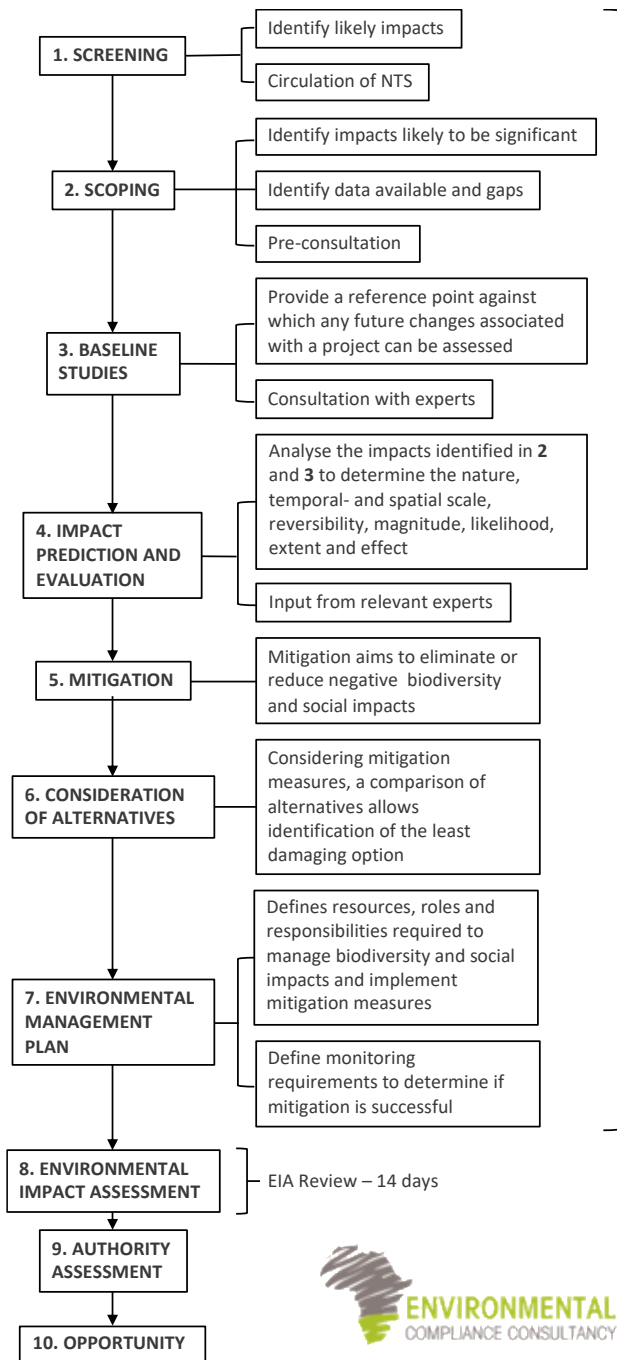 1. SCREENING
Identify likely impacts
Circulation of NTS
2. SCOPING
Identify impacts likely to be significant
Identify data available and gaps
Pre-consultation
3. BASELINE
STUDIES
Provide a reference point against
which any future changes associated
with a project can be assessed
Consultation with experts
4. IMPACT
PREDICTION AND
EVALUATION
Analyse the impacts identified in 2
and 3 to determine the nature,
temporal- and spatial scale,
reversibility, magnitude, likelihood,
extent and effect
Input from relevant experts
5. MITIGATION
Mitigation aims to eliminate or
reduce negative biodiversity
and social impacts
6. CONSIDERATION
OF ALTERNATIVES
Considering mitigation
measures, a comparison of
alternatives allows
identification of the least
damaging option
7. ENVIRONMENTAL
MANAGEMENT
PLAN
Defines resources, roles and
responsibilities required to
manage biodiversity and social
impacts and implement
mitigation measures
Define monitoring
requirements to determine if
mitigation is successful
8. ENVIRONMENTAL
IMPACT ASSESSMENT
EIA Review – 14 days
9. AUTHORITY
ASSESSMENT
10. OPPORTUNITY
ENVIRONMENTAL
COMPLIANCE CONSULTANCY